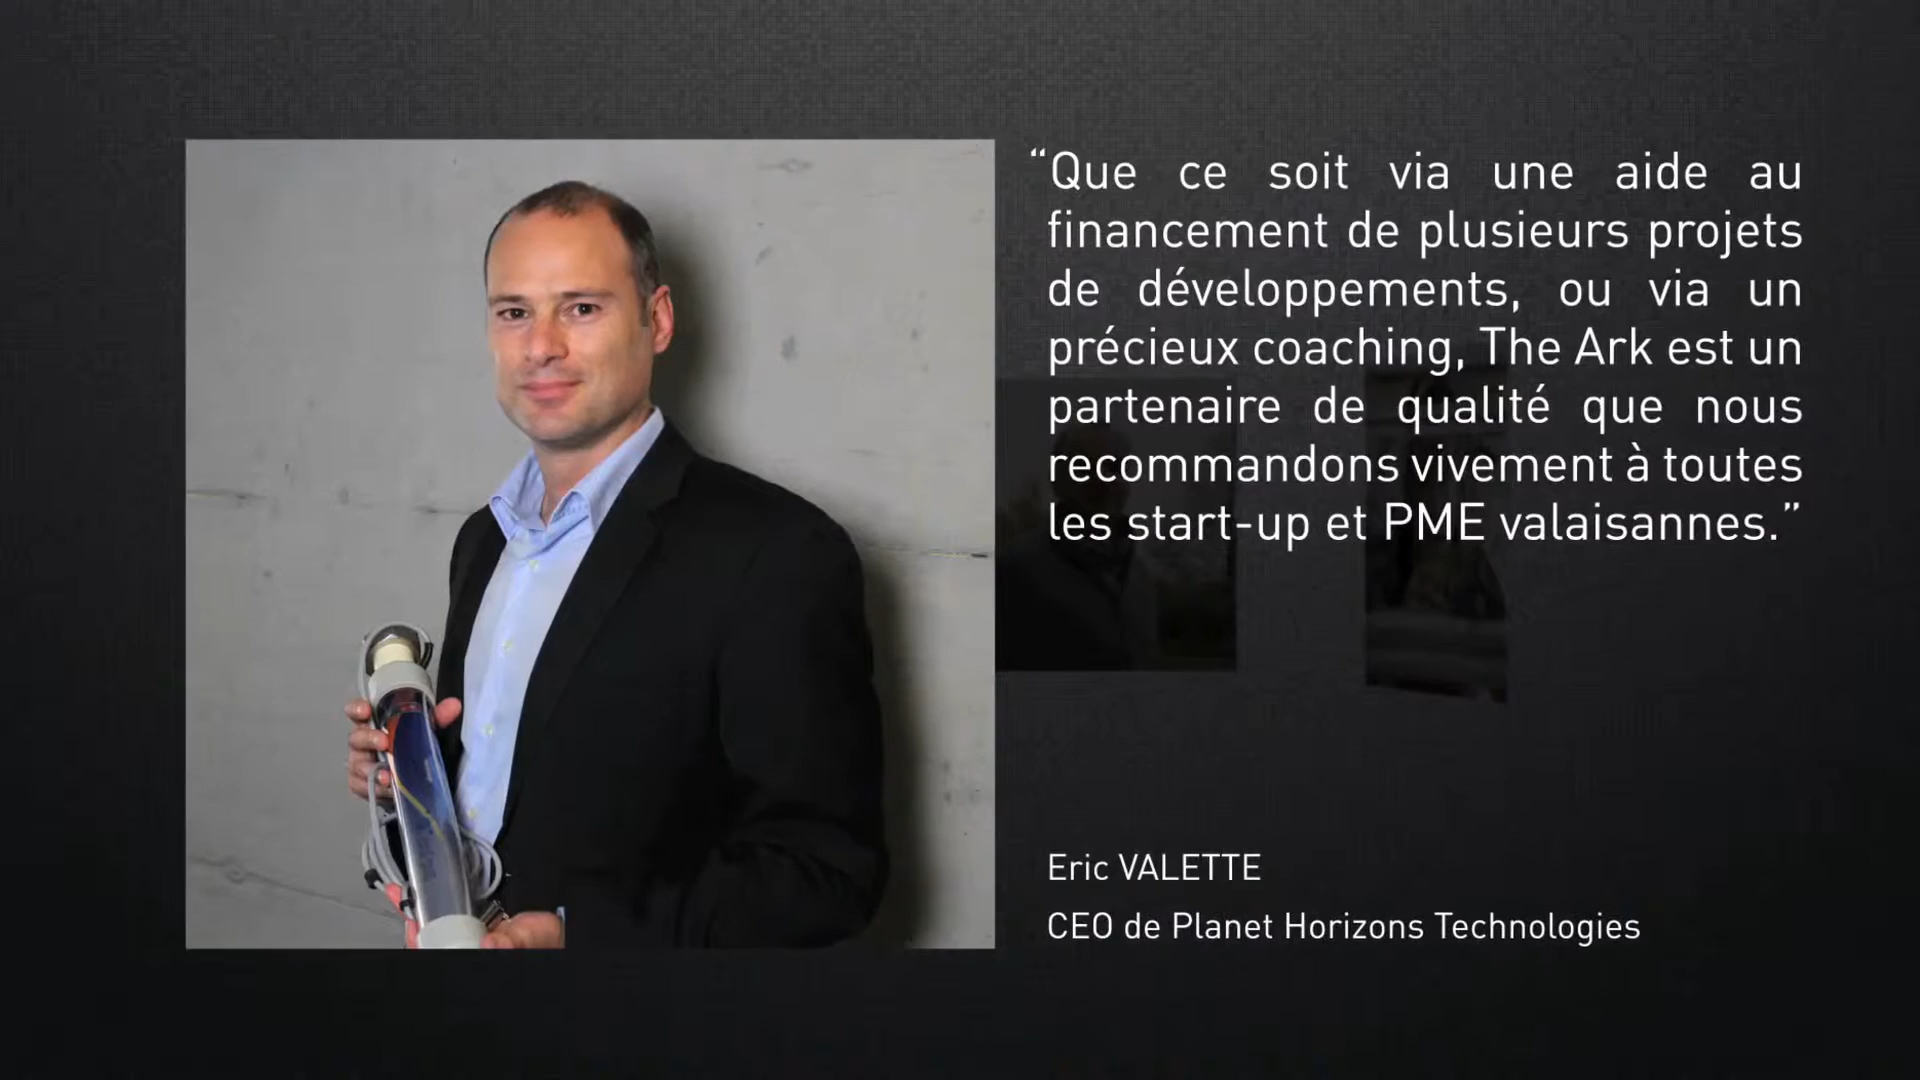 “Que ce soit via une aide au
financement de plusieurs projets
de développements, ou via un
précieux coaching, The Ark est un
partenaire de qualité que nous
recommandons vivement à toutes
les start-up et PME valaisannes.”
Eric VALETTE
CEO de Planet Horizons Technologies